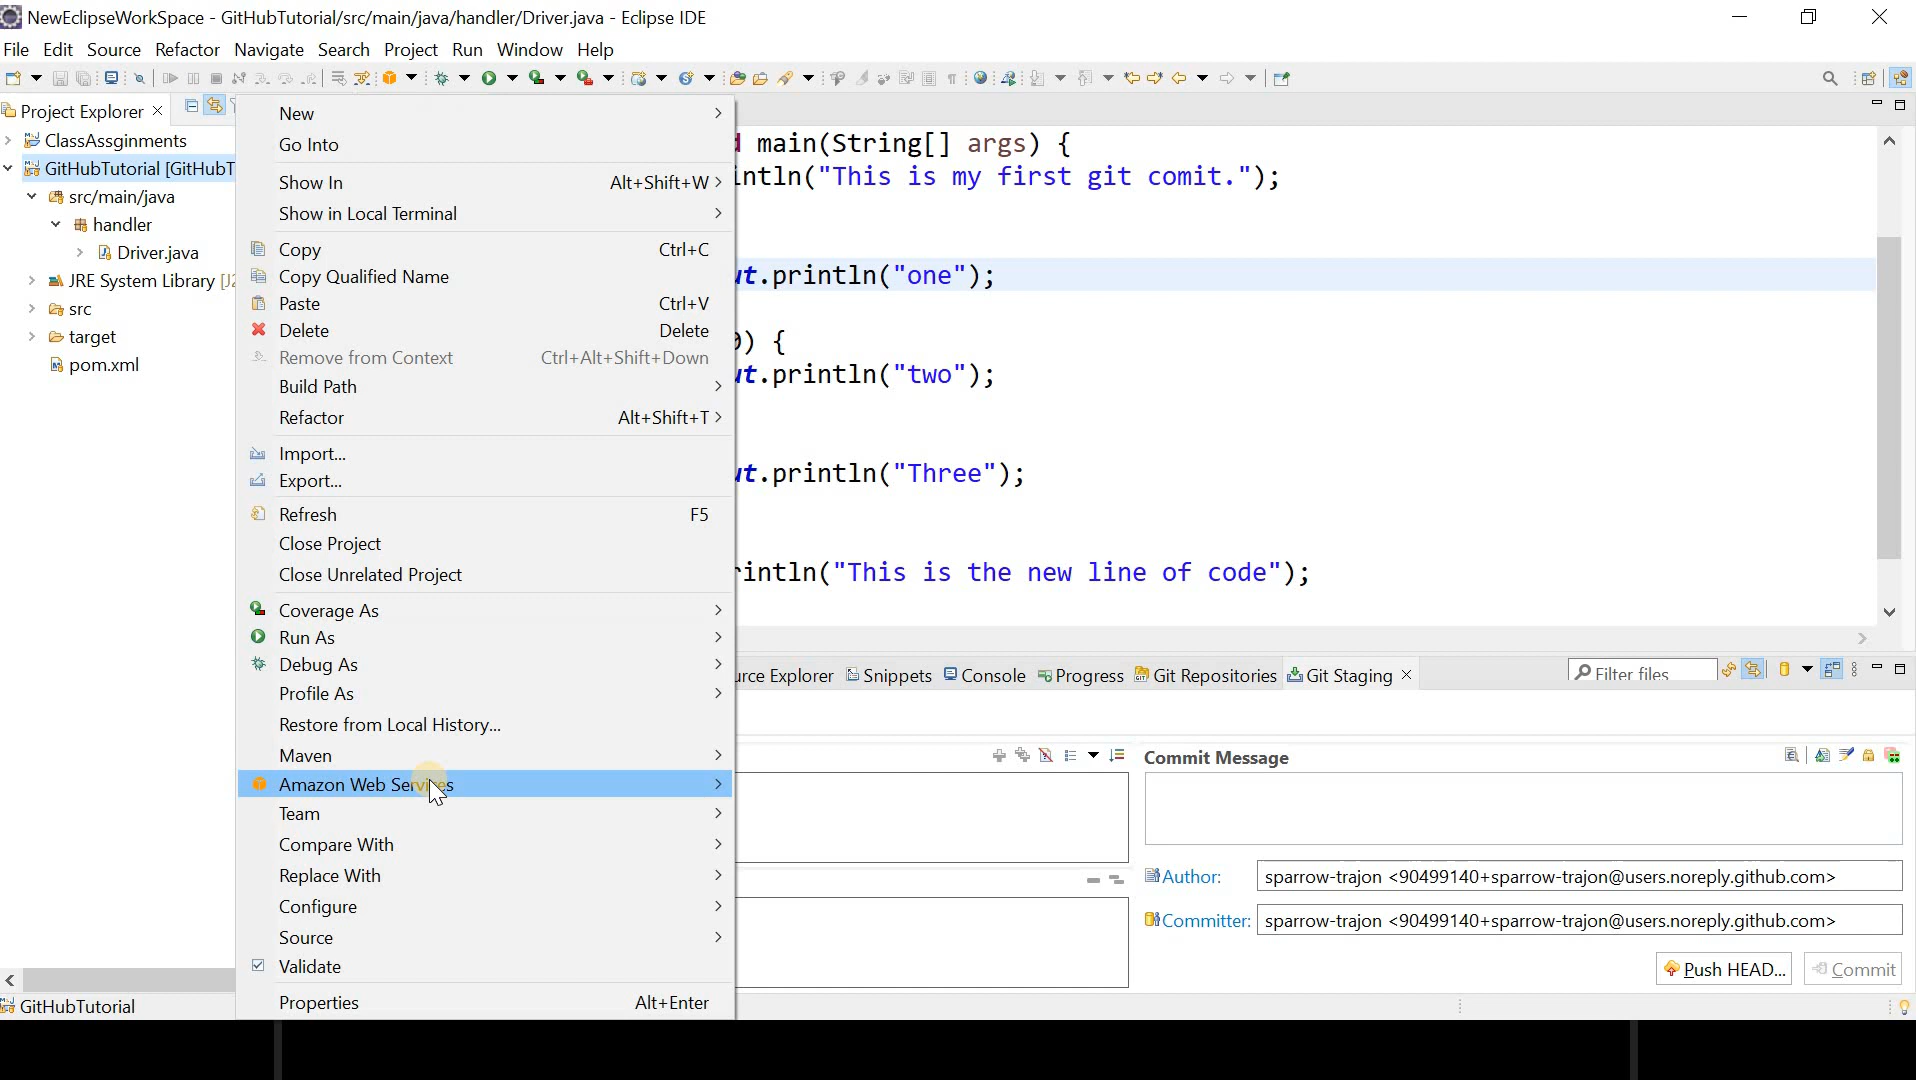 NewEclipseWorkSpace - GitHubTutorial/src/main/java/handler/Driver.java - Eclipse IDE
File Edit Source Refactor Navigate Search Project Run Window Help
Project Explorer
ClassAssginments
GitHubTutorial [GitHubT
src/main/java
handler
Driver.java
JRE System Library [J2
src
target
pom.xml
New
Go Into
Show In Alt+Shift+W
Show in Local Terminal
Copy Ctrl+C
Copy Qualified Name
Paste Ctrl+V
Delete Delete
Remove from Context Ctrl+Alt+Shift+Down
Build Path
Refactor Alt+Shift+T
Import...
Export...
Refresh F5
Close Project
Close Unrelated Project
Coverage As
Run As
Debug As
Profile As
Restore from Local History...
Maven
Amazon Web Services
Team
Compare With
Replace With
Configure
Source
Validate
Properties Alt+Enter
main(String[] args) {
intln("This is my first git comit.");
ut.println("one");
0) {
ut.println("two");
ut.println("Three");
rintln("This is the new line of code");
urce Explorer Snippets Console Progress Git Repositories Git Staging
Filter files
Commit Message
Author: sparrow-trajon <90499140+sparrow-trajon@users.noreply.github.com>
Committer: sparrow-trajon <90499140+sparrow-trajon@users.noreply.github.com>
Push HEAD... Commit
GitHubTutorial